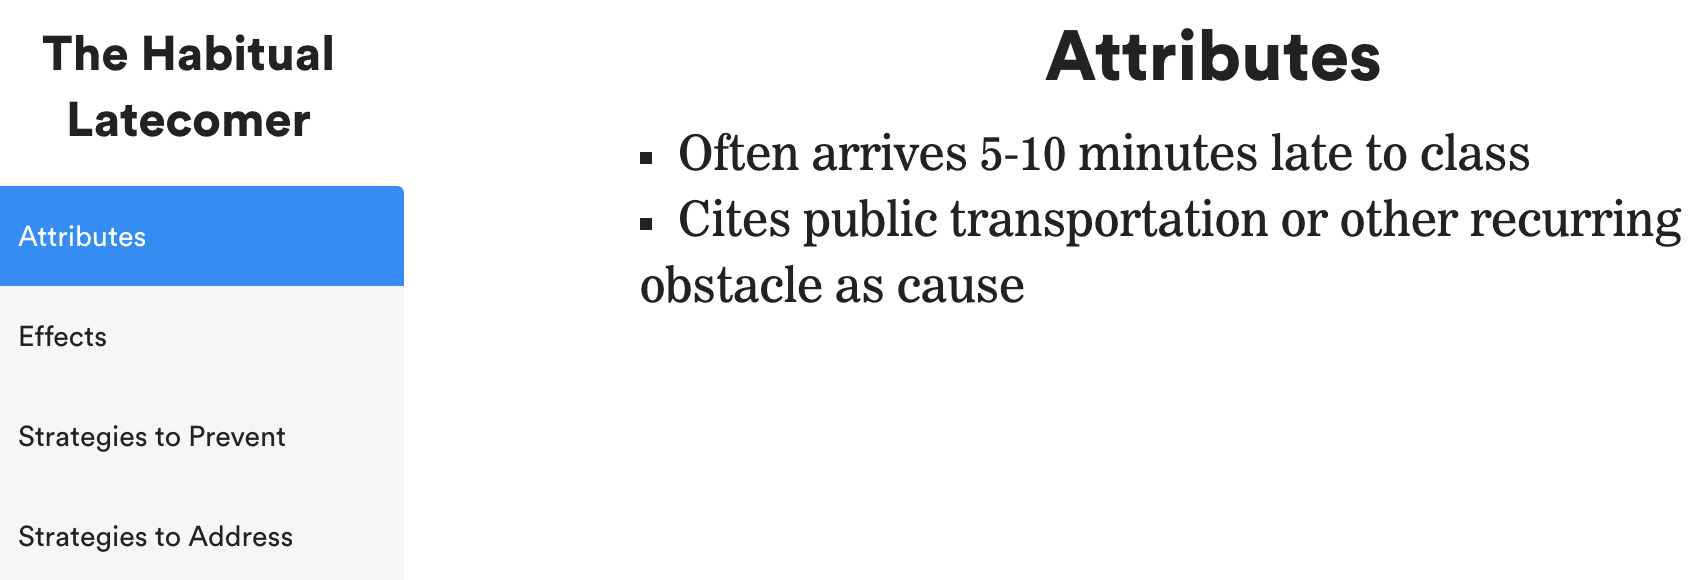 The Habitual
Latecomer
Attributes
Effects
Strategies to Prevent
Strategies to Address
Attributes
▪ Often arrives 5-10 minutes late to class
▪ Cites public transportation or other recurring
obstacle as cause